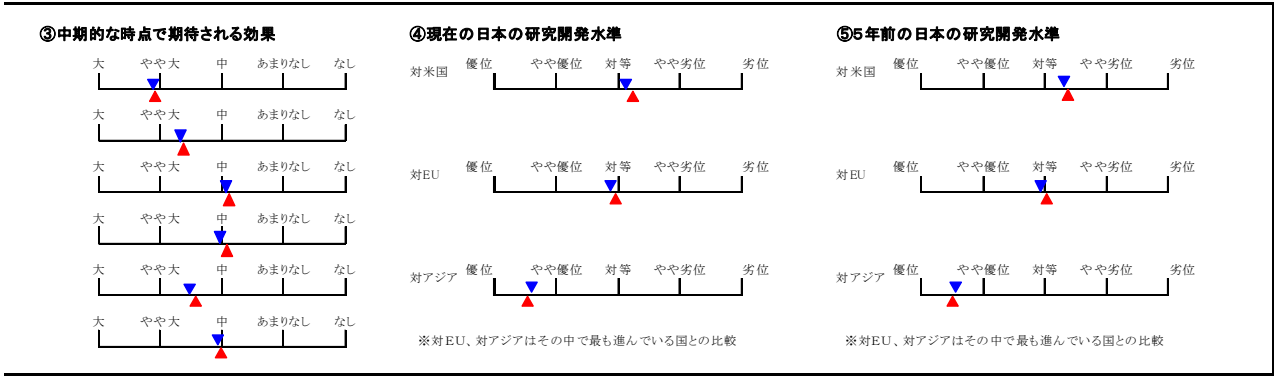 ③中期的な時点で期待される効果
大 やや大 中 あまりなし なし
大 やや大 中 あまりなし なし
大 やや大 中 あまりなし なし
大 やや大 中 あまりなし なし
大 やや大 中 あまりなし なし
大 やや大 中 あまりなし なし
④現在の日本の研究開発水準
対米国 優位 やや優位 対等 やや劣位 劣位
対EU 優位 やや優位 対等 やや劣位 劣位
対アジア 優位 やや優位 対等 やや劣位 劣位
※対EU、対アジアはその中で最も進んでいる国との比較
⑤5年前の日本の研究開発水準
対米国 優位 やや優位 対等 やや劣位 劣位
対EU 優位 やや優位 対等 やや劣位 劣位
対アジア 優位 やや優位 対等 やや劣位 劣位
※対EU、対アジアはその中で最も進んでいる国との比較